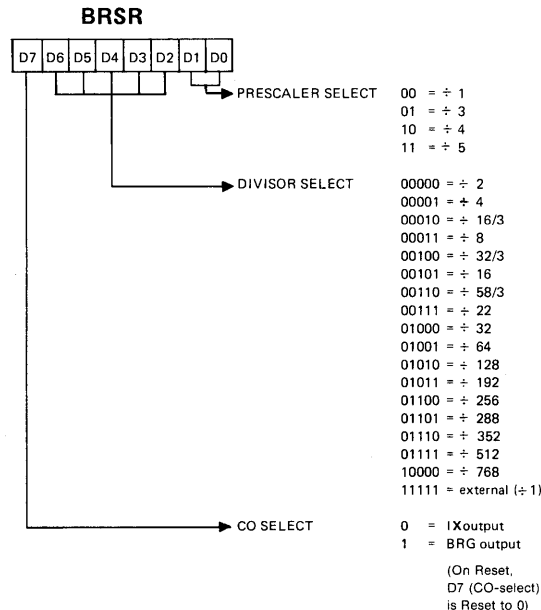 BRSR
D7 D6 D5 D4 D3 D2 D1 D0
PRESCALER SELECT 00 = ÷ 1
01 = ÷ 3
10 = ÷ 4
11 = ÷ 5
DIVISOR SELECT 00000 = ÷ 2
00001 = ÷ 4
00010 = ÷ 16/3
00011 = ÷ 8
00100 = ÷ 32/3
00101 = ÷ 16
00110 = ÷ 58/3
00111 = ÷ 22
01000 = ÷ 32
01001 = ÷ 64
01010 = ÷ 128
01011 = ÷ 192
01100 = ÷ 256
01101 = ÷ 288
01110 = ÷ 352
01111 = ÷ 512
10000 = ÷ 768
11111 = external (÷ 1)
CO SELECT 0 = IX output
1 = BRG output
(On Reset,
D7 (CO-select)
is Reset to 0)